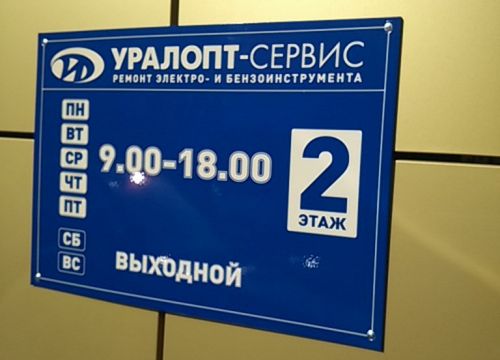 УРАЛОПТ-СЕРВИС
РЕМОНТ ЭЛЕКТРО- И БЕНЗОИНСТРУМЕНТА
ПН
ВТ
СР
ЧТ
ПТ
9.00-18.00
2
ЭТАЖ
СБ
ВС
ВЫХОДНОЙ